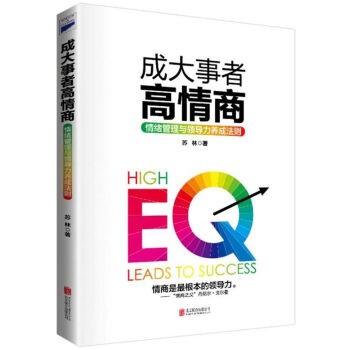 成大事者
高情商
情绪管理与领导力养成法则
苏 林◎著
HIGH
EQ
LEADS TO SUCCESS
情商是最根本的领导力。
——“情商之父”丹尼尔·戈尔曼
成大事者高情商
情绪管理与领导力养成法则
苏 林◎著